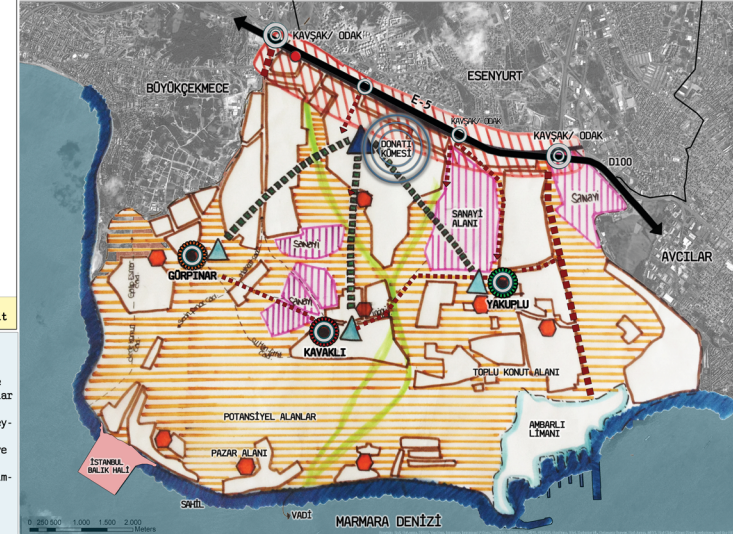 KAVŞAK/ ODAK
ESENYURT
BÜYÜKÇEKMECE
E-5
KAVŞAK/ ODAK
KAVŞAK/ ODAK
DONATI
KÜMESİ
D100
SANAYİ
ALANI
Sanayi
AVCILAR
Sanayi
GÜRPINAR
Sanayi
YAKUPLU
KAVAKLI
TOPLU KONUT ALANI
POTANSİYEL ALANLAR
AMBARLI
LİMANI
PAZAR ALANI
İSTANBUL
BALIK HALİ
SAHİL
VADİ
MARMARA DENİZİ
0 250 500 1.000 1.500 2.000
Meters